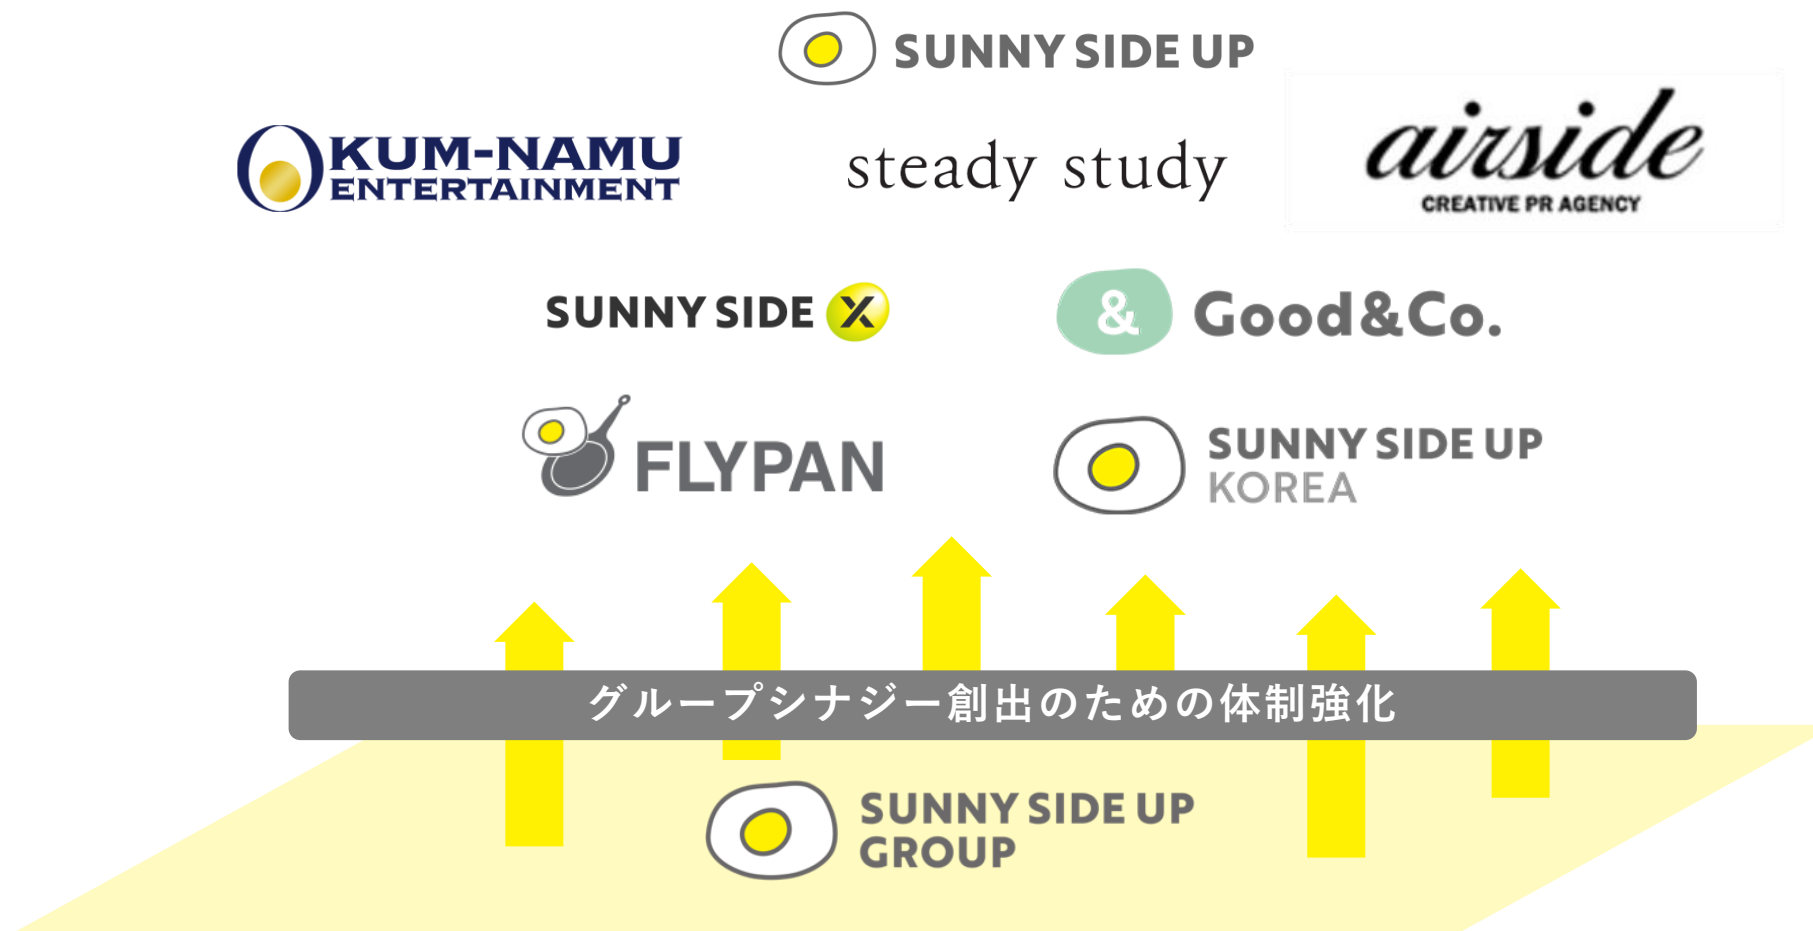 SUNNY SIDE UP
KUM-NAMU
ENTERTAINMENT
steady study
airside
CREATIVE PR AGENCY
SUNNY SIDE X
& Good&Co.
FLYPAN
SUNNY SIDE UP
KOREA
グループシナジー創出のための体制強化
SUNNY SIDE UP
GROUP